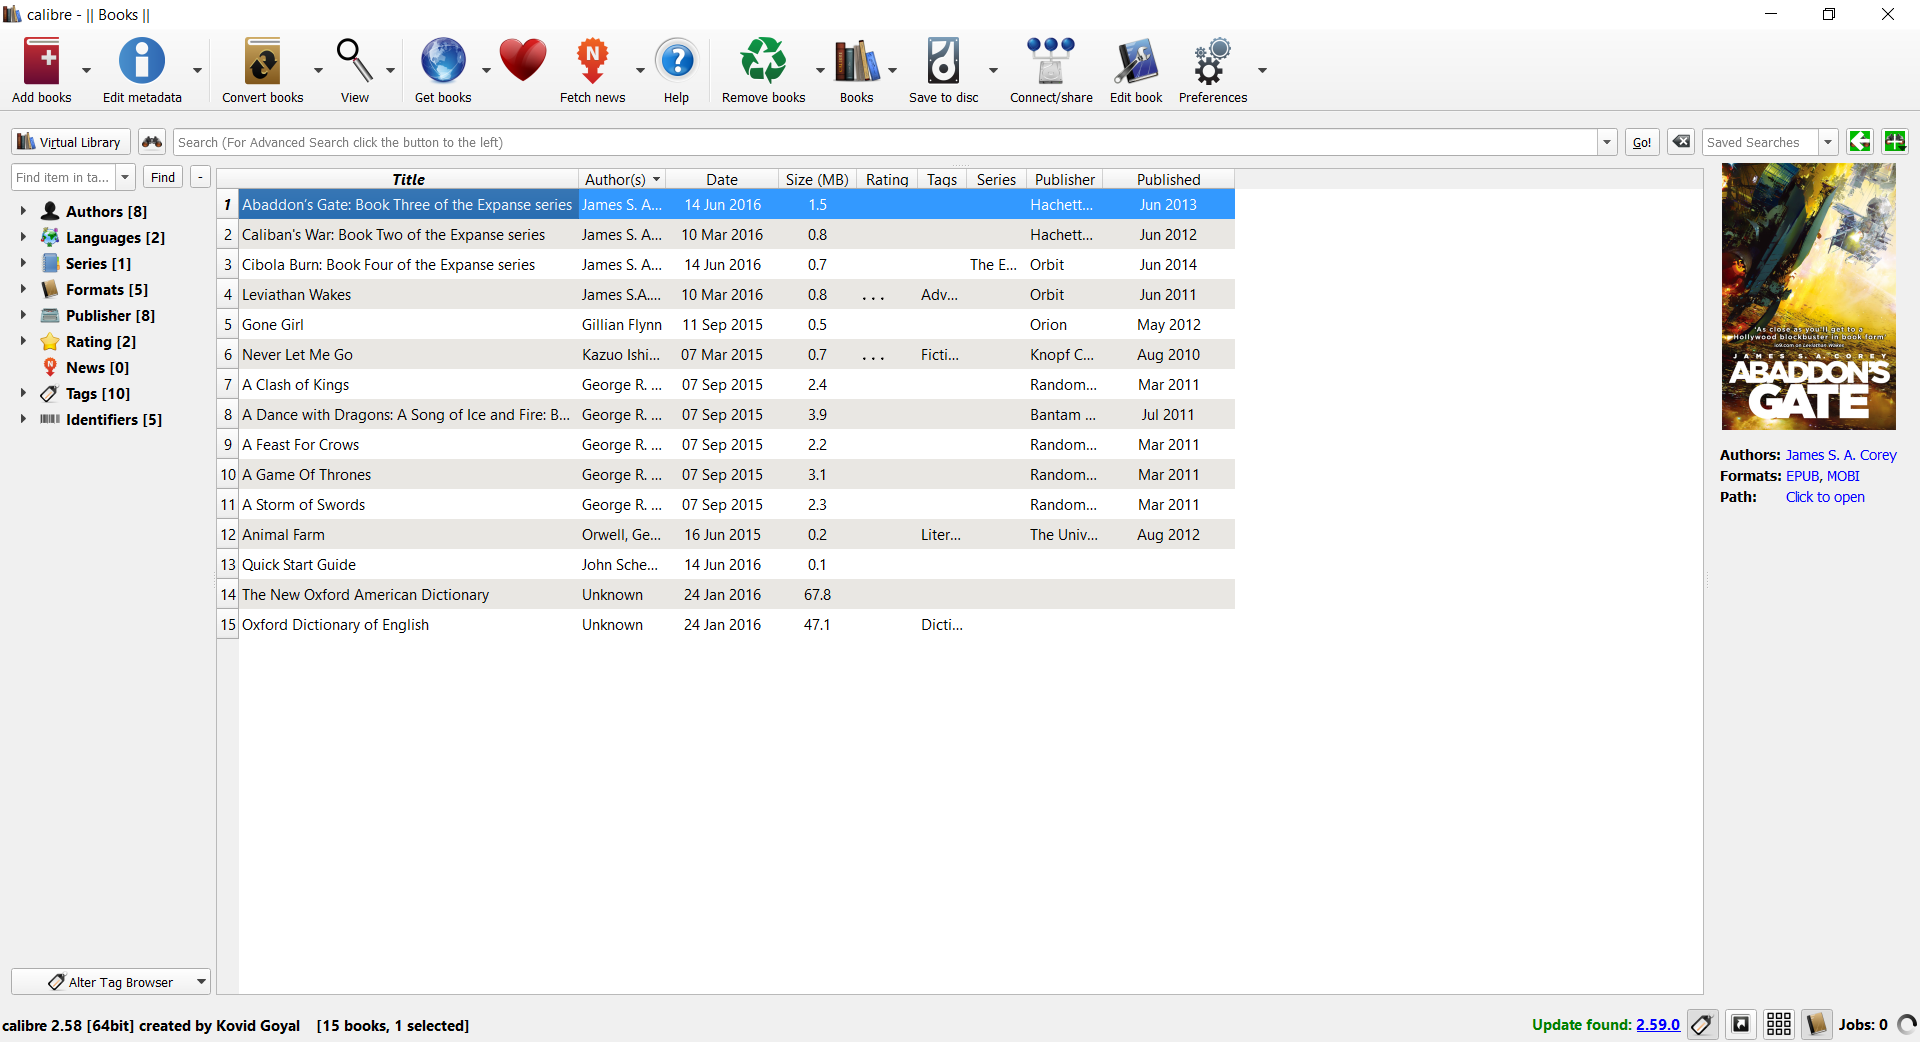 calibre - || Books ||
Add books Edit metadata Convert books View Get books Fetch news Help Remove books Books Save to disc Connect/share Edit book Preferences
Virtual Library Search (For Advanced Search click the button to the left) Go! Saved Searches
Find item in ta... Find -
Title Author(s) Date Size (MB) Rating Tags Series Publisher Published
Authors [8]
Languages [2]
Series [1]
Formats [5]
Publisher [8]
Rating [2]
News [0]
Tags [10]
Identifiers [5]
1 Abaddon's Gate: Book Three of the Expanse series James S. A... 14 Jun 2016 1.5 Hachett... Jun 2013
2 Caliban's War: Book Two of the Expanse series James S. A... 10 Mar 2016 0.8 Hachett... Jun 2012
3 Cibola Burn: Book Four of the Expanse series James S. A... 14 Jun 2016 0.7 The E... Orbit Jun 2014
4 Leviathan Wakes James S.A.... 10 Mar 2016 0.8 ... Adv... Orbit Jun 2011
5 Gone Girl Gillian Flynn 11 Sep 2015 0.5 Orion May 2012
6 Never Let Me Go Kazuo Ishi... 07 Mar 2015 0.7 ... Ficti... Knopf C... Aug 2010
7 A Clash of Kings George R. ... 07 Sep 2015 2.4 Random... Mar 2011
8 A Dance with Dragons: A Song of Ice and Fire: B... George R. ... 07 Sep 2015 3.9 Bantam ... Jul 2011
9 A Feast For Crows George R. ... 07 Sep 2015 2.2 Random... Mar 2011
10 A Game Of Thrones George R. ... 07 Sep 2015 3.1 Random... Mar 2011
11 A Storm of Swords George R. ... 07 Sep 2015 2.3 Random... Mar 2011
12 Animal Farm Orwell, Ge... 16 Jun 2015 0.2 Liter... The Univ... Aug 2012
13 Quick Start Guide John Sche... 14 Jun 2016 0.1
14 The New Oxford American Dictionary Unknown 24 Jan 2016 67.8
15 Oxford Dictionary of English Unknown 24 Jan 2016 47.1 Dicti...
'As close as you'll get to a
Hollywood blockbuster in book form'
JAMES S. A. COREY
ABADDON'S
GATE
Authors: James S. A. Corey
Formats: EPUB, MOBI
Path: Click to open
Alter Tag Browser
calibre 2.58 [64bit] created by Kovid Goyal [15 books, 1 selected] Update found: 2.59.0 Jobs: 0